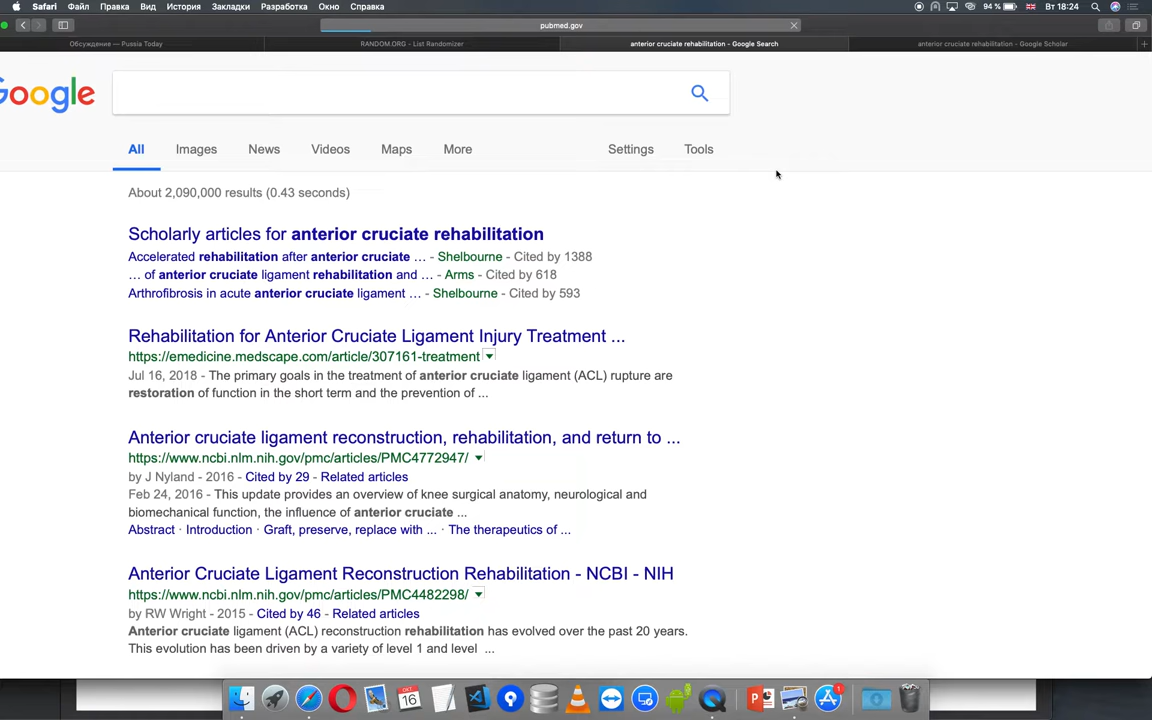 Safari Файл Правка Вид История Закладки Разработка Окно Справка 94 % Вт 18:24
pubmed.gov
Обсуждение — Pussia Today RANDOM.ORG - List Randomizer anterior cruciate rehabilitation - Google Search anterior cruciate rehabilitation - Google Scholar
Google
All Images News Videos Maps More Settings Tools
About 2,090,000 results (0.43 seconds)
Scholarly articles for anterior cruciate rehabilitation
Accelerated rehabilitation after anterior cruciate … - Shelbourne - Cited by 1388
… of anterior cruciate ligament rehabilitation and … - Arms - Cited by 618
Arthrofibrosis in acute anterior cruciate ligament … - Shelbourne - Cited by 593
Rehabilitation for Anterior Cruciate Ligament Injury Treatment ...
https://emedicine.medscape.com/article/307161-treatment
Jul 16, 2018 - The primary goals in the treatment of anterior cruciate ligament (ACL) rupture are
restoration of function in the short term and the prevention of ...
Anterior cruciate ligament reconstruction, rehabilitation, and return to ...
https://www.ncbi.nlm.nih.gov/pmc/articles/PMC4772947/
by J Nyland - 2016 - Cited by 29 - Related articles
Feb 24, 2016 - This update provides an overview of knee surgical anatomy, neurological and
biomechanical function, the influence of anterior cruciate ...
Abstract · Introduction · Graft, preserve, replace with ... · The therapeutics of ...
Anterior Cruciate Ligament Reconstruction Rehabilitation - NCBI - NIH
https://www.ncbi.nlm.nih.gov/pmc/articles/PMC4482298/
by RW Wright - 2015 - Cited by 46 - Related articles
Anterior cruciate ligament (ACL) reconstruction rehabilitation has evolved over the past 20 years.
This evolution has been driven by a variety of level 1 and level ...
ОКТ
16
1